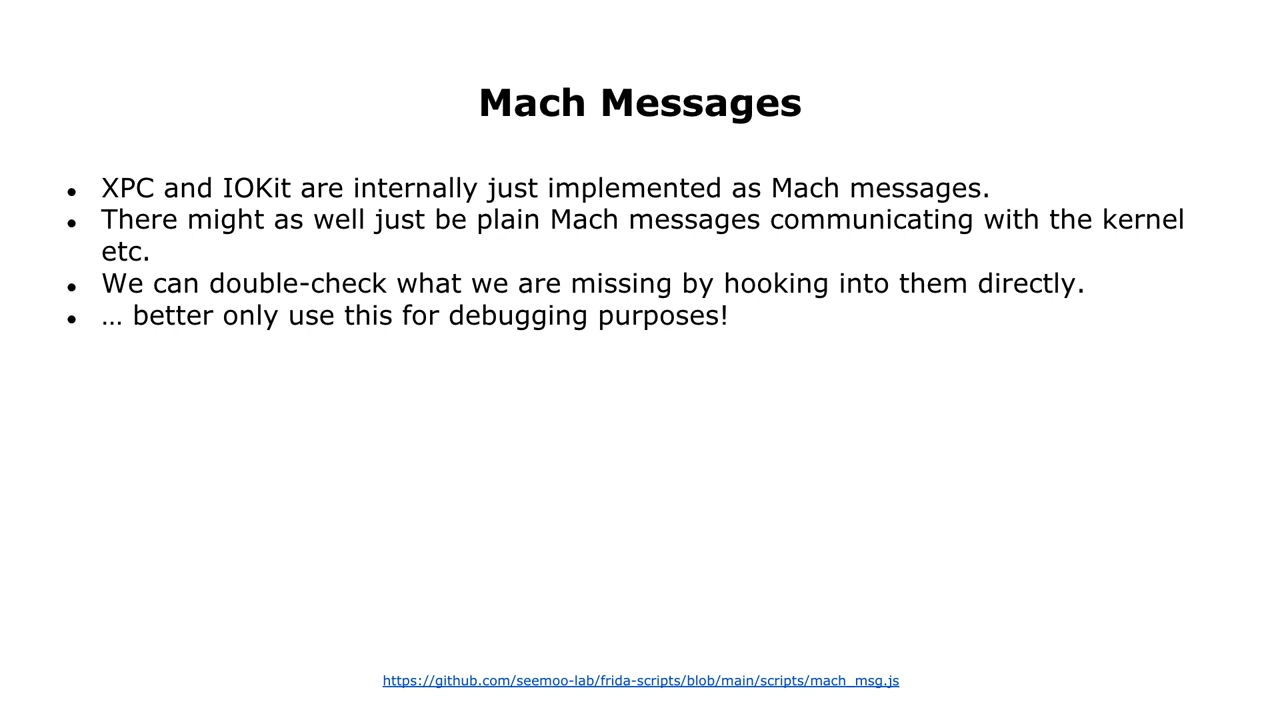 Mach Messages
● XPC and IOKit are internally just implemented as Mach messages.
● There might as well just be plain Mach messages communicating with the kernel
etc.
● We can double-check what we are missing by hooking into them directly.
● … better only use this for debugging purposes!
https://github.com/seemoo-lab/frida-scripts/blob/main/scripts/mach_msg.js